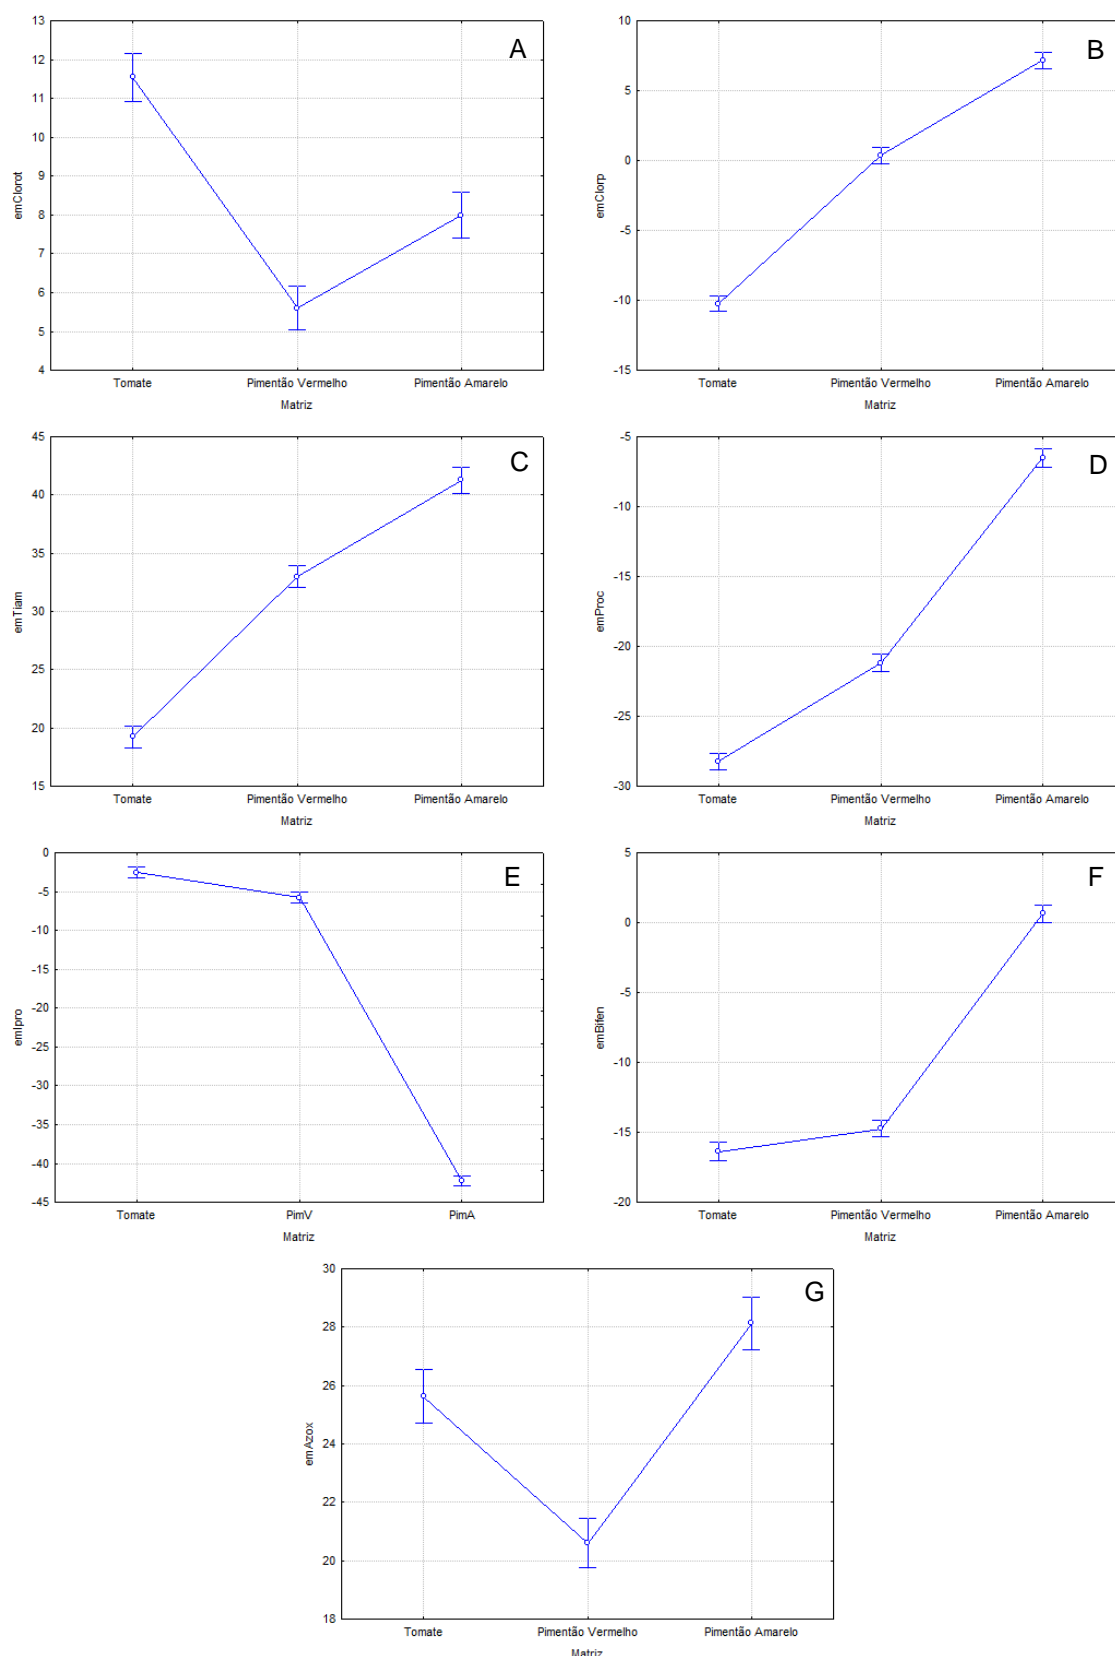 A
emClorot
13
12
11
10
9
8
7
6
5
4
Tomate Pimentão Vermelho Pimentão Amarelo
Matriz
B
emClorp
10
5
0
-5
-10
-15
Tomate Pimentão Vermelho Pimentão Amarelo
Matriz
C
emTiam
45
40
35
30
25
20
15
Tomate Pimentão Vermelho Pimentão Amarelo
Matriz
D
emProc
-5
-10
-15
-20
-25
-30
Tomate Pimentão Vermelho Pimentão Amarelo
Matriz
E
emIpro
0
-5
-10
-15
-20
-25
-30
-35
-40
-45
Tomate PimV PimA
Matriz
F
emBifen
5
0
-5
-10
-15
-20
Tomate Pimentão Vermelho Pimentão Amarelo
Matriz
G
emAzox
30
28
26
24
22
20
18
Tomate Pimentão Vermelho Pimentão Amarelo
Matriz